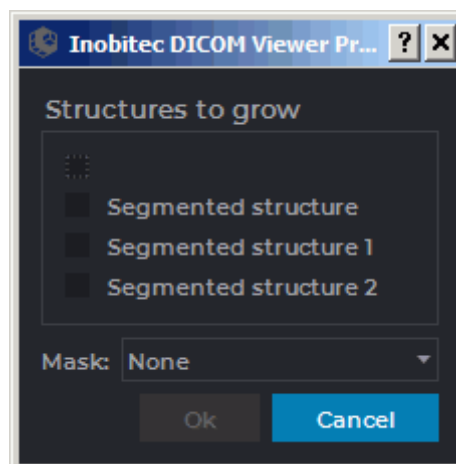 Inobitec DICOM Viewer Pr... ? ×
Structures to grow
Segmented structure
Segmented structure 1
Segmented structure 2
Mask: None
Ok Cancel